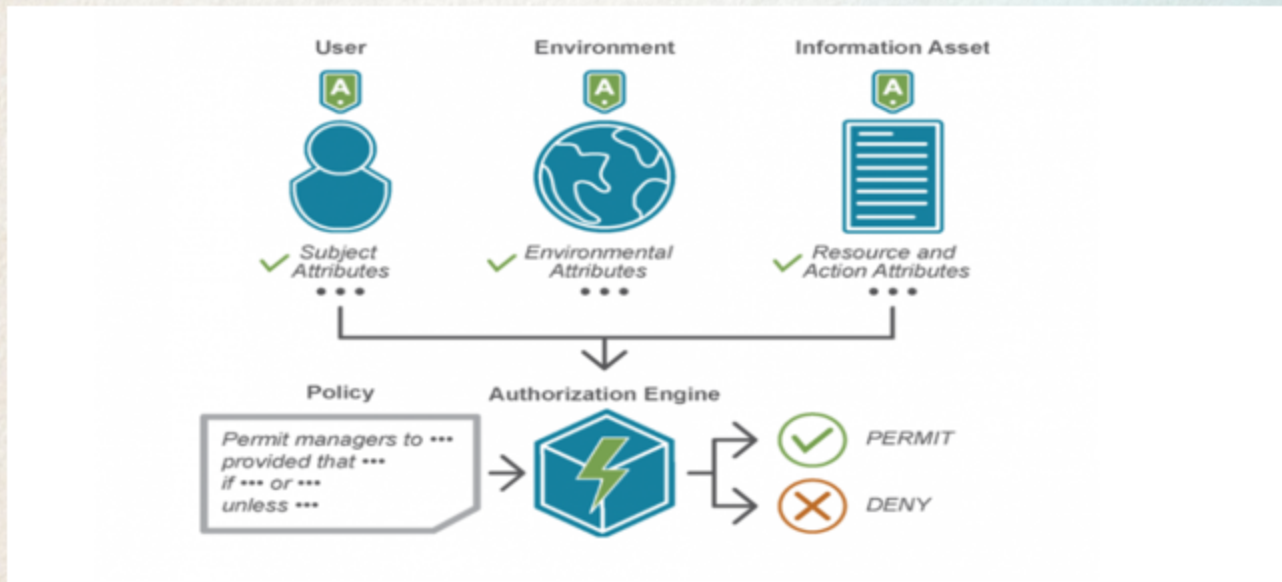 User
Environment
Information Asset
A
A
A
Subject
Attributes
•••
Environmental
Attributes
•••
Resource and
Action Attributes
•••
Policy
Permit managers to •••
provided that •••
if ••• or •••
unless •••
Authorization Engine
PERMIT
DENY